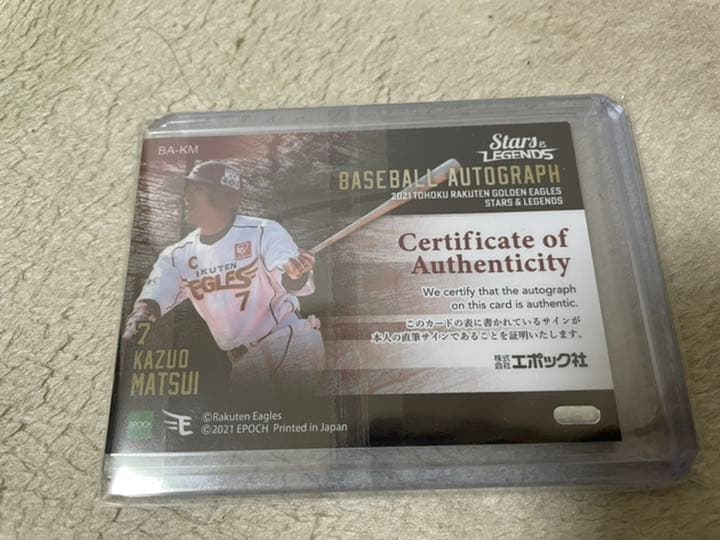 BA-KM
Stars &
LEGENDS
BASEBALL AUTOGRAPH
2021 TOHOKU RAKUTEN GOLDEN EAGLES
STARS & LEGENDS
Certificate of
Authenticity
We certify that the autograph
on this card is authentic.
このカードの表に書かれているサインが
本人の直筆サインであることを証明いたします。
株式会社エポック社
C
KUTEN
EAGLES
7
7
KAZUO
MATSUI
EPOCH
E
©Rakuten Eagles
©2021 EPOCH Printed in Japan